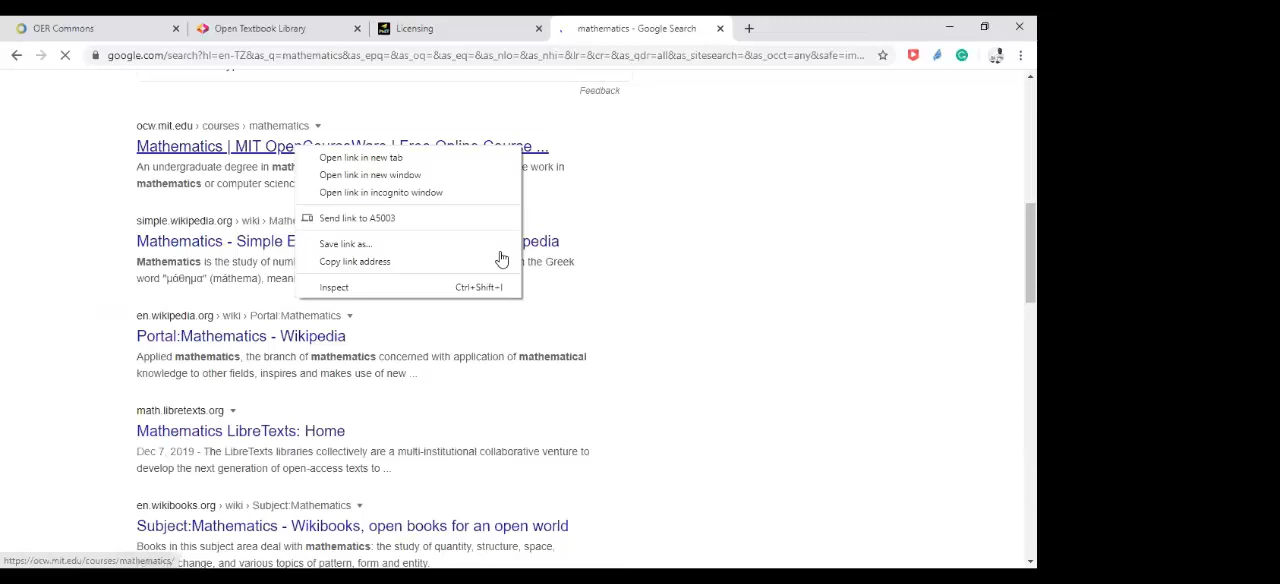 OER Commons
Open Textbook Library
Licensing
mathematics - Google Search
google.com/search?hl=en-TZ&as_q=mathematics&as_epq=&as_oq=&as_eq=&as_nlo=&as_nhi=&lr=&cr=&as_qdr=all&as_sitesearch=&as_occt=any&safe=im...
Feedback
ocw.mit.edu › courses › mathematics
Mathematics | MIT OpenCourseWare | Free Online Course ...
An undergraduate degree in math
e work in
mathematics or computer scienc
Open link in new tab
Open link in new window
Open link in incognito window
Send link to A5003
Save link as...
Copy link address
Inspect
Ctrl+Shift+I
simple.wikipedia.org › wiki › Mathe
Mathematics - Simple E
pedia
Mathematics is the study of num
n the Greek
word "μάθημα" (máthema), mean
en.wikipedia.org › wiki › Portal:Mathematics
Portal:Mathematics - Wikipedia
Applied mathematics, the branch of mathematics concerned with application of mathematical
knowledge to other fields, inspires and makes use of new ...
math.libretexts.org
Mathematics LibreTexts: Home
Dec 7, 2019 - The LibreTexts libraries collectively are a multi-institutional collaborative venture to
develop the next generation of open-access texts to ...
en.wikibooks.org › wiki › Subject:Mathematics
Subject:Mathematics - Wikibooks, open books for an open world
Books in this subject area deal with mathematics: the study of quantity, structure, space,
change, and various topics of pattern, form and entity.
https://ocw.mit.edu/courses/mathematics/